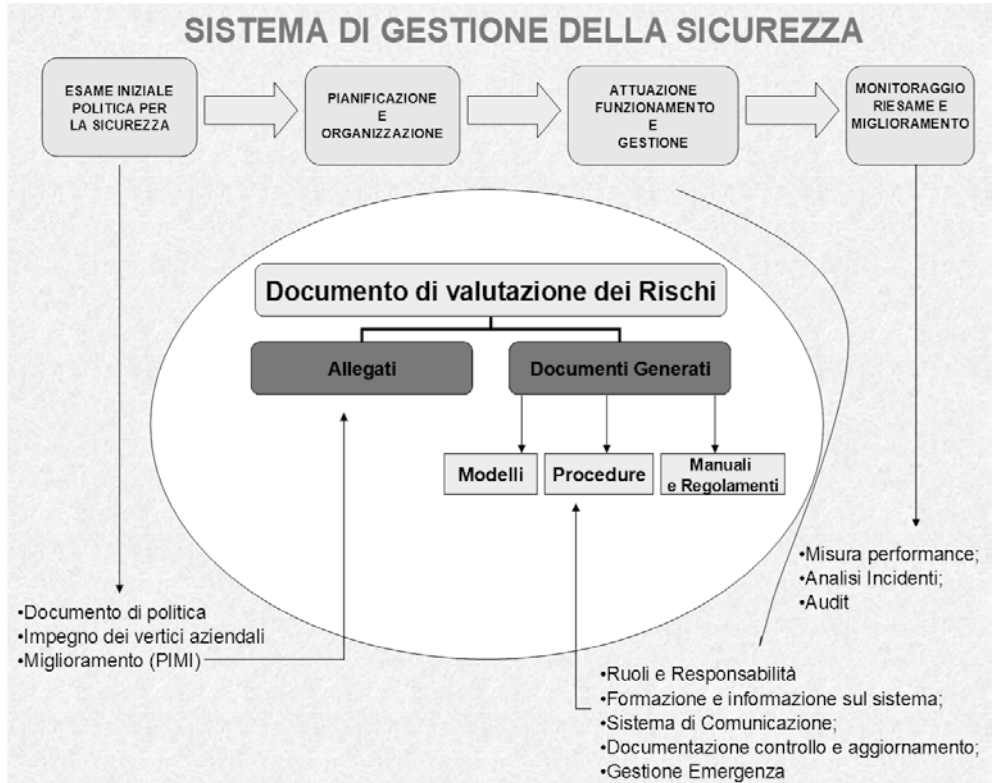 SISTEMA DI GESTIONE DELLA SICUREZZA
ESAME INIZIALE
POLITICA PER
LA SICUREZZA
PIANIFICAZIONE
E
ORGANIZZAZIONE
ATTUAZIONE
FUNZIONAMENTO
E
GESTIONE
MONITORAGGIO
RIESAME E
MIGLIORAMENTO
Documento di valutazione dei Rischi
Allegati
Documenti Generati
Modelli
Procedure
Manuali
e Regolamenti
•Misura performance;
•Analisi Incidenti;
•Audit
•Documento di politica
•Impegno dei vertici aziendali
•Miglioramento (PIMI)
•Ruoli e Responsabilità
•Formazione e informazione sul sistema;
•Sistema di Comunicazione;
•Documentazione controllo e aggiornamento;
•Gestione Emergenza